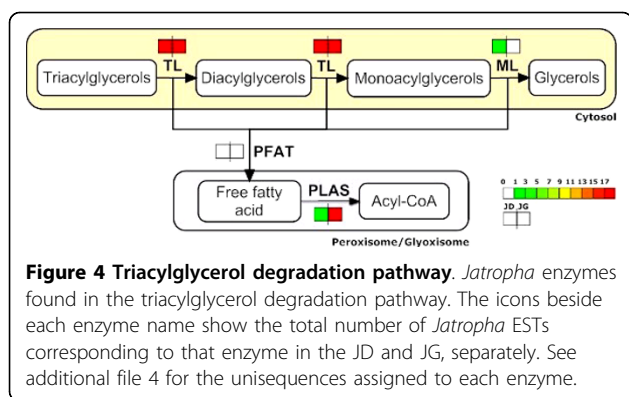 TL TL ML
Triacylglycerols Diacylglycerols Monoacylglycerols Glycerols
Cytosol
PFAT
PLAS
Free fatty
acid
Acyl-CoA
Peroxisome/Glyoxisome
0 1 3 5 7 9 11 13 15 17
JD JG
Figure 4 Triacylglycerol degradation pathway. Jatropha enzymes
found in the triacylglycerol degradation pathway. The icons beside
each enzyme name show the total number of Jatropha ESTs
corresponding to that enzyme in the JD and JG, separately. See
additional file 4 for the unisequences assigned to each enzyme.